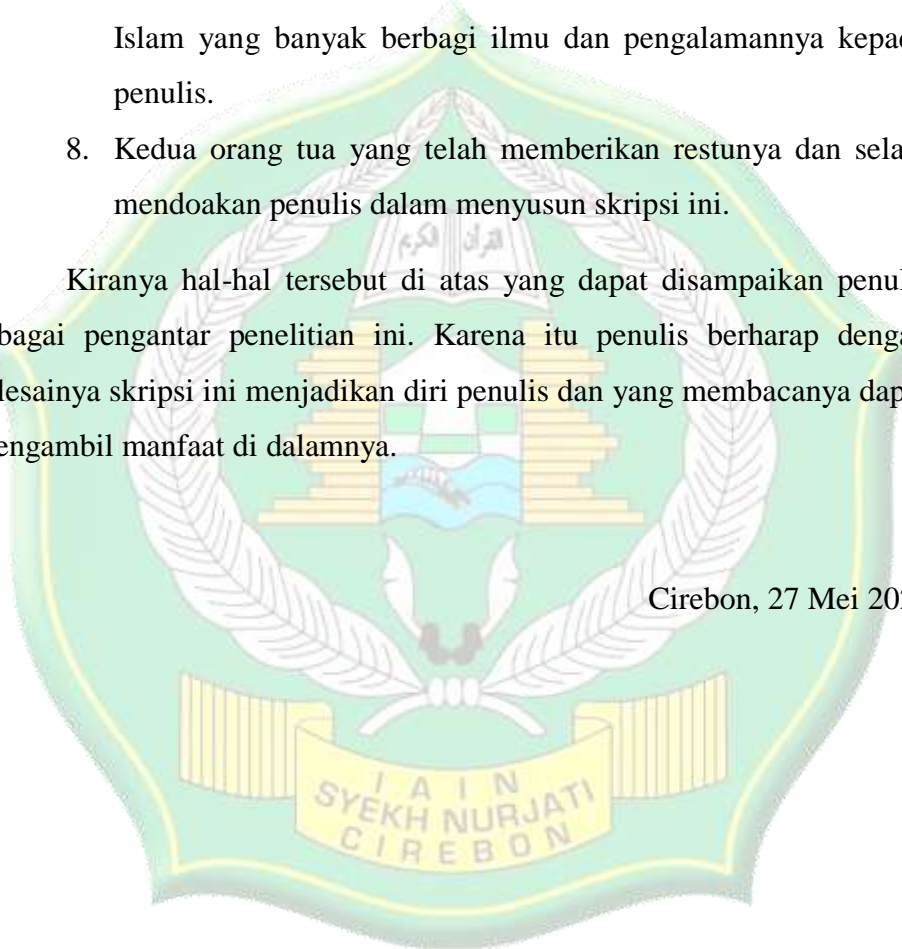 Islam yang banyak berbagi ilmu dan pengalamannya kepad
penulis.
8. Kedua orang tua yang telah memberikan restunya dan sela
mendoakan penulis dalam menyusun skripsi ini.
القرآن الكريم
Kiranya hal-hal tersebut di atas yang dapat disampaikan penul
bagai pengantar penelitian ini. Karena itu penulis berharap denga
lesainya skripsi ini menjadikan diri penulis dan yang membacanya dap
engambil manfaat di dalamnya.
Cirebon, 27 Mei 202
I A I N
SYEKH NURJATI
CIREBON